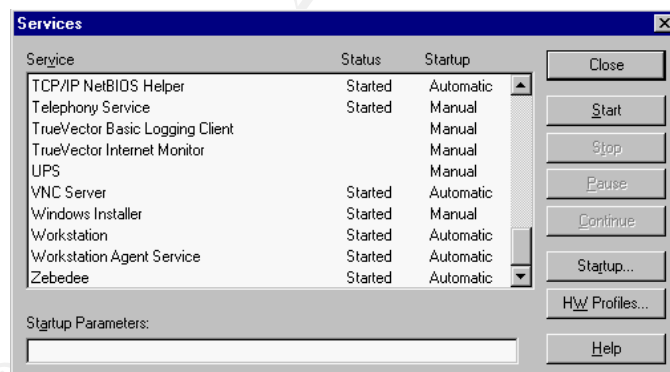 Services
Service Status Startup
TCP/IP NetBIOS Helper Started Automatic
Telephony Service Started Manual
TrueVector Basic Logging Client Manual
TrueVector Internet Monitor Manual
UPS Manual
VNC Server Started Automatic
Windows Installer Started Manual
Workstation Started Automatic
Workstation Agent Service Started Automatic
Zebedee Started Automatic
Startup Parameters:
Close
Start
Stop
Pause
Continue
Startup...
HW Profiles...
Help